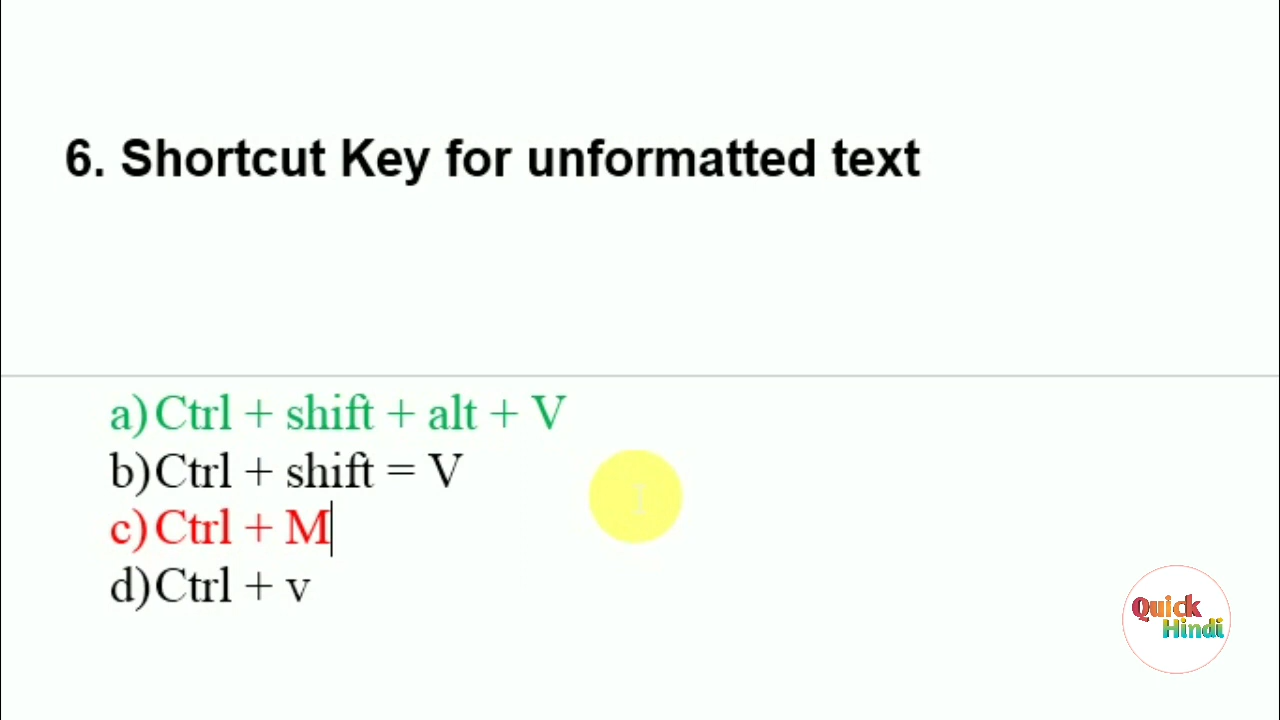 6. Shortcut Key for unformatted text
a)Ctrl + shift + alt + V
b)Ctrl + shift = V
c)Ctrl + M
d)Ctrl + v
Quick
Hindi